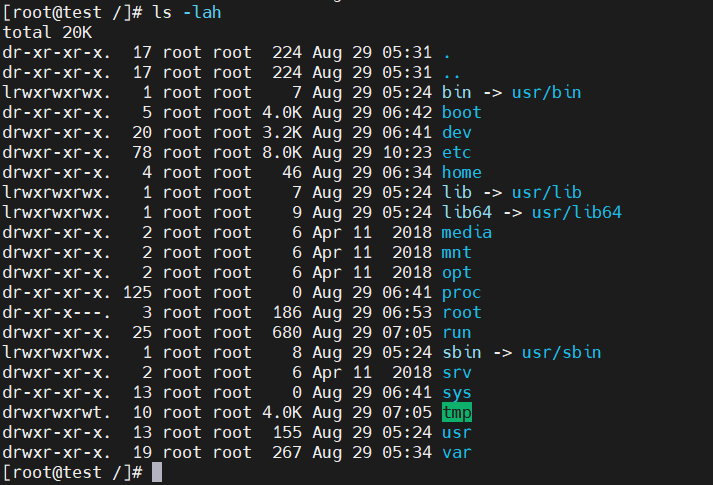 [root@test /]# ls -lah
total 20K
dr-xr-xr-x.  17 root root  224 Aug 29 05:31 .
dr-xr-xr-x.  17 root root  224 Aug 29 05:31 ..
lrwxrwxrwx.   1 root root    7 Aug 29 05:24 bin -> usr/bin
dr-xr-xr-x.   5 root root 4.0K Aug 29 06:42 boot
drwxr-xr-x.  20 root root 3.2K Aug 29 06:41 dev
drwxr-xr-x.  78 root root 8.0K Aug 29 10:23 etc
drwxr-xr-x.   4 root root   46 Aug 29 06:34 home
lrwxrwxrwx.   1 root root    7 Aug 29 05:24 lib -> usr/lib
lrwxrwxrwx.   1 root root    9 Aug 29 05:24 lib64 -> usr/lib64
drwxr-xr-x.   2 root root    6 Apr 11  2018 media
drwxr-xr-x.   2 root root    6 Apr 11  2018 mnt
drwxr-xr-x.   2 root root    6 Apr 11  2018 opt
dr-xr-xr-x. 125 root root    0 Aug 29 06:41 proc
dr-xr-x---.   3 root root  186 Aug 29 06:53 root
drwxr-xr-x.  25 root root  680 Aug 29 07:05 run
lrwxrwxrwx.   1 root root    8 Aug 29 05:24 sbin -> usr/sbin
drwxr-xr-x.   2 root root    6 Apr 11  2018 srv
dr-xr-xr-x.  13 root root    0 Aug 29 06:41 sys
drwxrwxrwt.  10 root root 4.0K Aug 29 07:05 tmp
drwxr-xr-x.  13 root root  155 Aug 29 05:24 usr
drwxr-xr-x.  19 root root  267 Aug 29 05:34 var
[root@test /]#